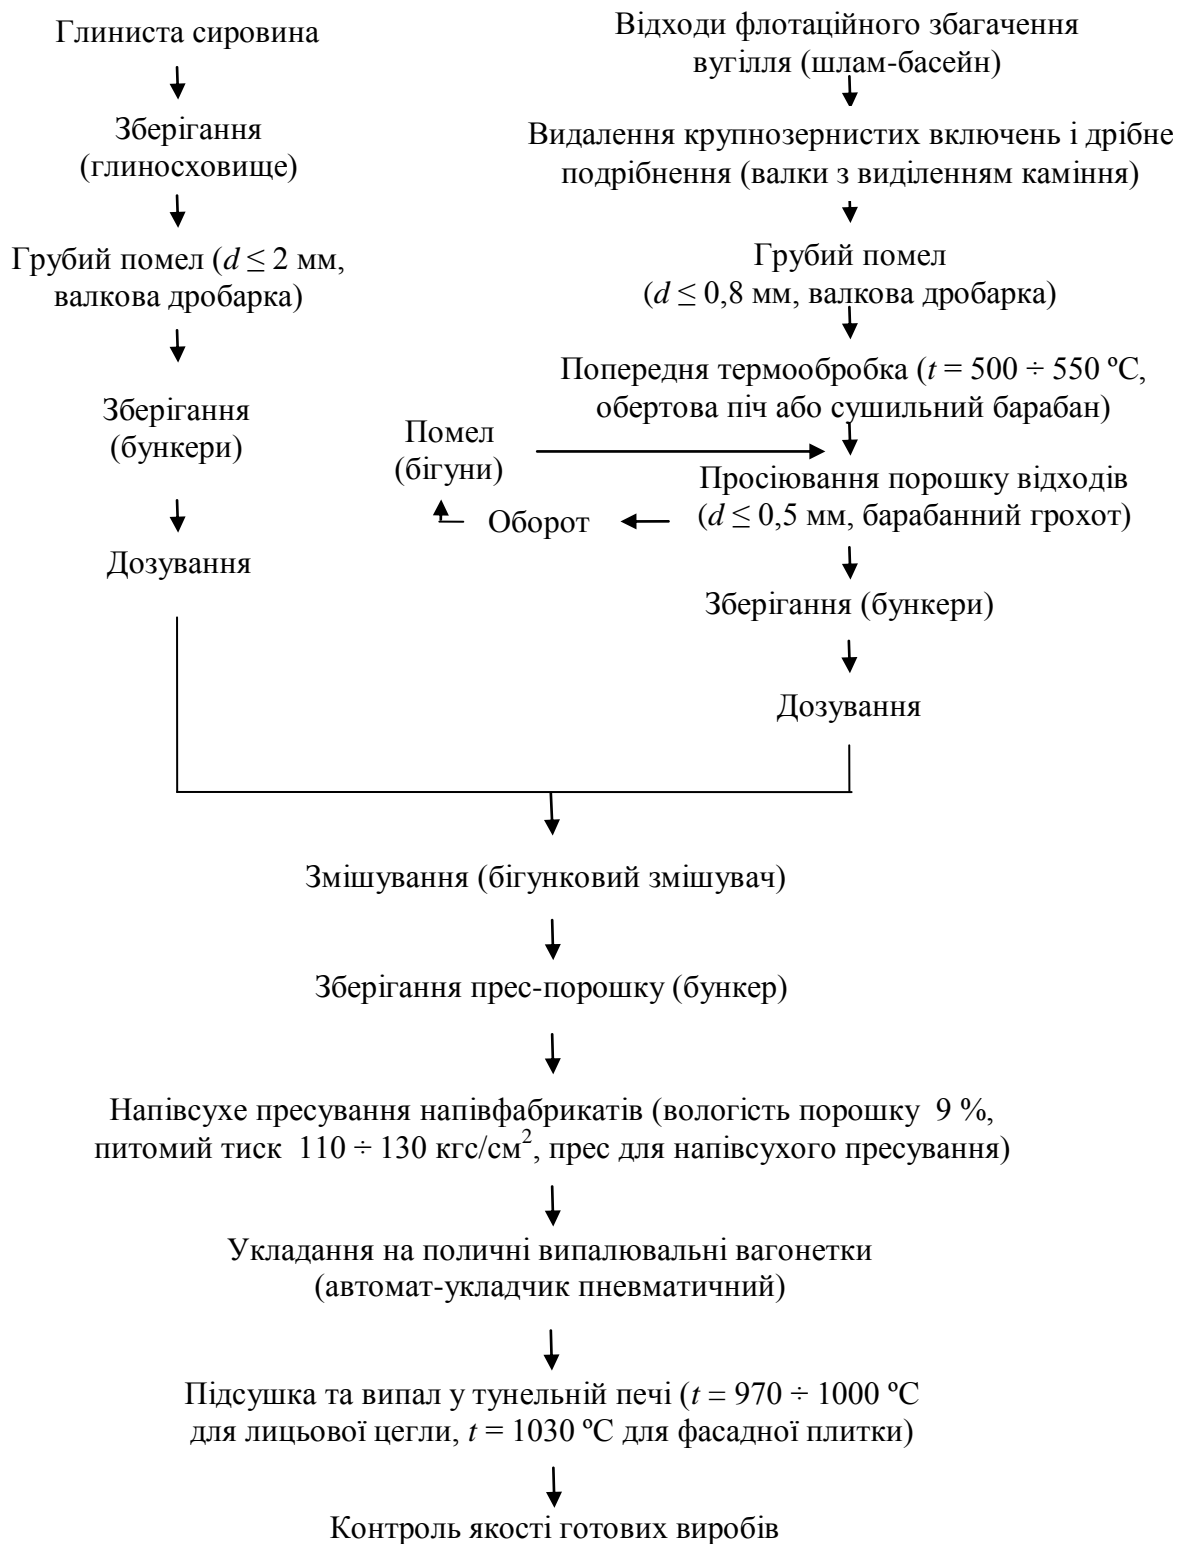 Глиниста сировина
Зберігання
(глиносховище)
Грубий помел (d ≤ 2 мм,
валкова дробарка)
Зберігання
(бункери)
Дозування
Відходи флотаційного збагачення
вугілля (шлам-басейн)
Видалення крупнозернистих включень і дрібне
подрібнення (валки з виділенням каміння)
Грубий помел
(d ≤ 0,8 мм, валкова дробарка)
Попередня термообробка (t = 500 ÷ 550 ºС,
обертова піч або сушильний барабан)
Помел
(бігуни)
Просіювання порошку відходів
(d ≤ 0,5 мм, барабанний грохот)
Оборот
Зберігання (бункери)
Дозування
Змішування (бігунковий змішувач)
Зберігання прес-порошку (бункер)
Напівсухе пресування напівфабрикатів (вологість порошку 9 %,
питомий тиск 110 ÷ 130 кгс/см², прес для напівсухого пресування)
Укладання на поличні випалювальні вагонетки
(автомат-укладчик пневматичний)
Підсушка та випал у тунельній печі (t = 970 ÷ 1000 ºС
для лицьової цегли, t = 1030 ºС для фасадної плитки)
Контроль якості готових виробів